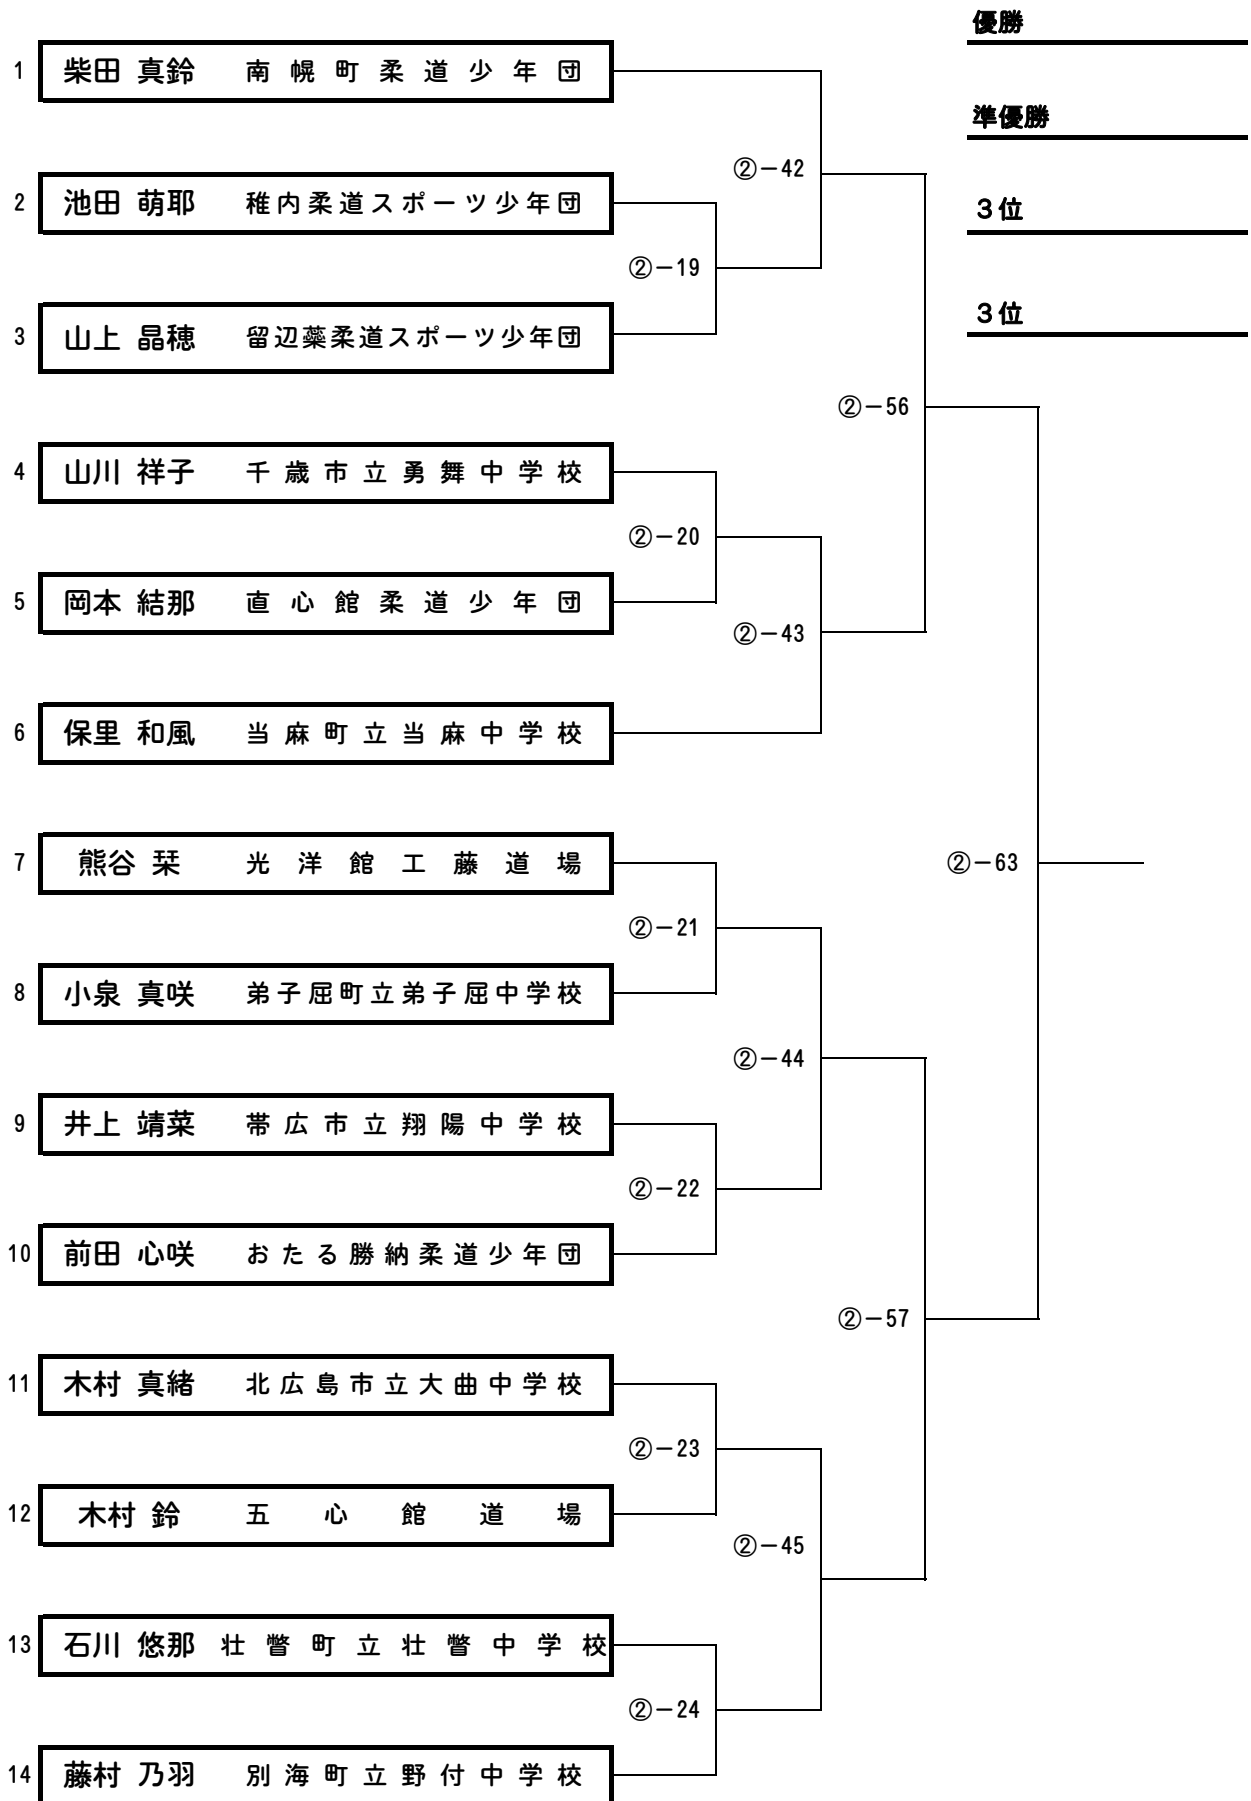 優勝
1 柴田 真鈴 南幌町柔道少年団
準優勝
②－42
2 池田 萌耶 稚内柔道スポーツ少年団
３位
②－19
3 山上 晶穂 留辺蘂柔道スポーツ少年団
３位
②－56
4 山川 祥子 千歳市立勇舞中学校
②－20
5 岡本 結那 直心館柔道少年団
②－43
6 保里 和風 当麻町立当麻中学校
7 熊谷 栞 光洋館工藤道場
②－63
②－21
8 小泉 真咲 弟子屈町立弟子屈中学校
②－44
9 井上 靖菜 帯広市立翔陽中学校
②－22
10 前田 心咲 おたる勝納柔道少年団
②－57
11 木村 真緒 北広島市立大曲中学校
②－23
12 木村 鈴 五心館道場
②－45
13 石川 悠那 壮瞥町立壮瞥中学校
②－24
14 藤村 乃羽 別海町立野付中学校